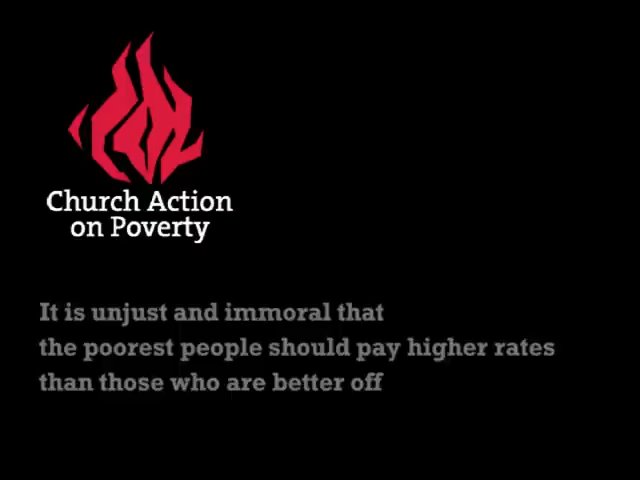 Church Action
on Poverty
It is unjust and immoral that
the poorest people should pay higher rates
than those who are better off